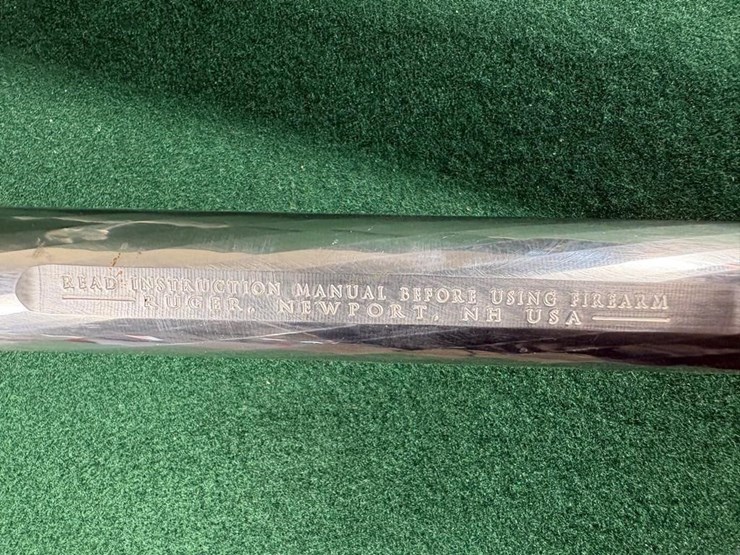 READ INSTRUCTION MANUAL BEFORE USING FIREARM
RUGER, NEWPORT, NH USA